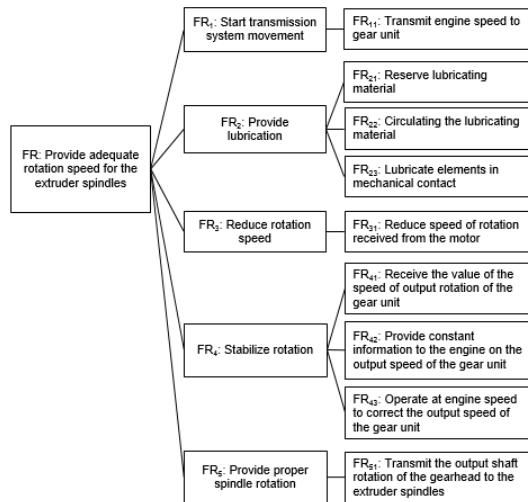 FR: Provide adequate
rotation speed for the
extruder spindles
FR₁: Start transmission
system movement
FR₁₁: Transmit engine speed to
gear unit
FR₂: Provide
lubrication
FR₂₁: Reserve lubricating
material
FR₂₂: Circulating the lubricating
material
FR₂₃: Lubricate elements in
mechanical contact
FR₃: Reduce rotation
speed
FR₃₁: Reduce speed of rotation
received from the motor
FR₄: Stabilize rotation
FR₄₁: Receive the value of the
speed of output rotation of the
gear unit
FR₄₂: Provide constant
information to the engine on the
output speed of the gear unit
FR₄₃: Operate at engine speed
to correct the output speed of
the gear unit
FR₅: Provide proper
spindle rotation
FR₅₁: Transmit the output shaft
rotation of the gearhead to the
extruder spindles